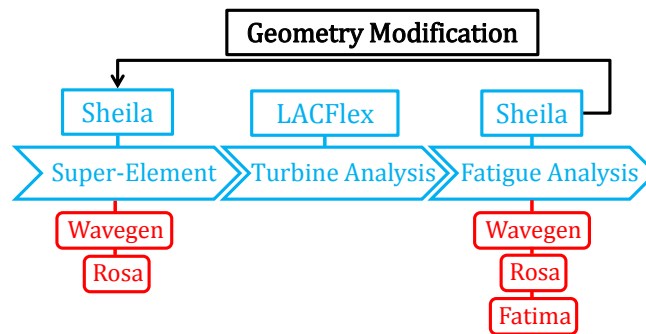 Geometry Modification
Sheila
LACFlex
Sheila
Super-Element
Turbine Analysis
Fatigue Analysis
Wavegen
Rosa
Wavegen
Rosa
Fatima